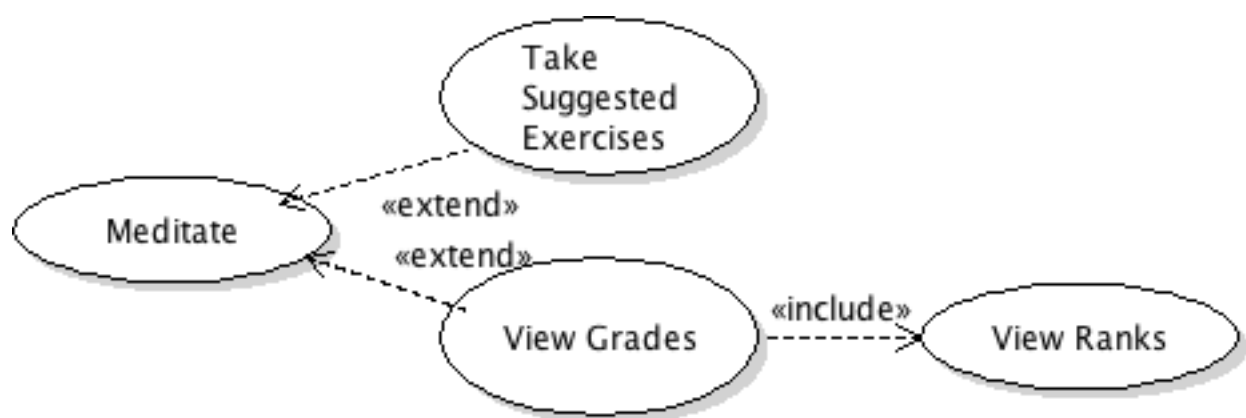 Take
Suggested
Exercises
«extend»
Meditate
«extend»
View Grades
«include»
View Ranks